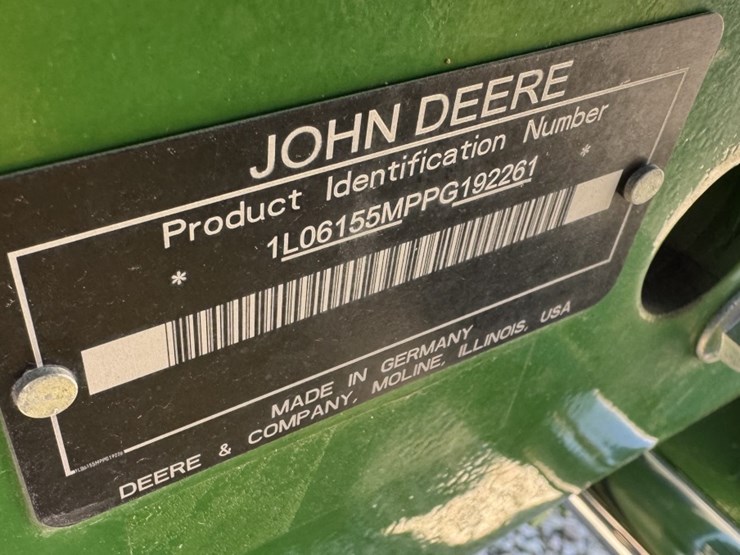 JOHN DEERE
Product Identification Number
* 1L06155MPPG192261 *
MADE IN GERMANY
DEERE & COMPANY, MOLINE, ILLINOIS, USA